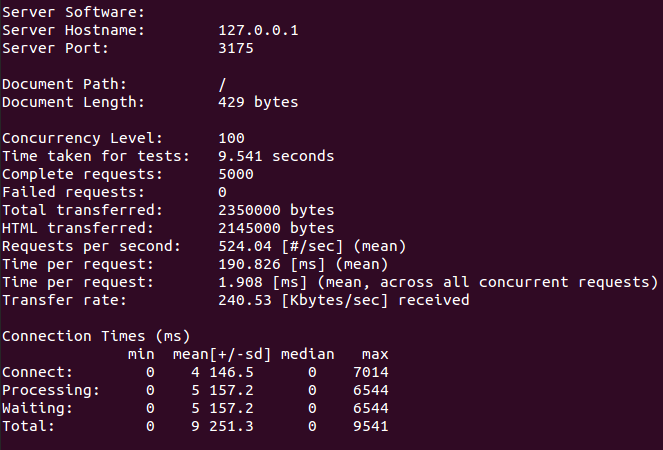 Server Software:
Server Hostname:        127.0.0.1
Server Port:            3175

Document Path:          /
Document Length:        429 bytes

Concurrency Level:      100
Time taken for tests:   9.541 seconds
Complete requests:      5000
Failed requests:        0
Total transferred:      2350000 bytes
HTML transferred:       2145000 bytes
Requests per second:    524.04 [#/sec] (mean)
Time per request:       190.826 [ms] (mean)
Time per request:       1.908 [ms] (mean, across all concurrent requests)
Transfer rate:          240.53 [Kbytes/sec] received

Connection Times (ms)
              min  mean[+/-sd] median   max
Connect:        0    4 146.5      0    7014
Processing:     0    5 157.2      0    6544
Waiting:        0    5 157.2      0    6544
Total:          0    9 251.3      0    9541